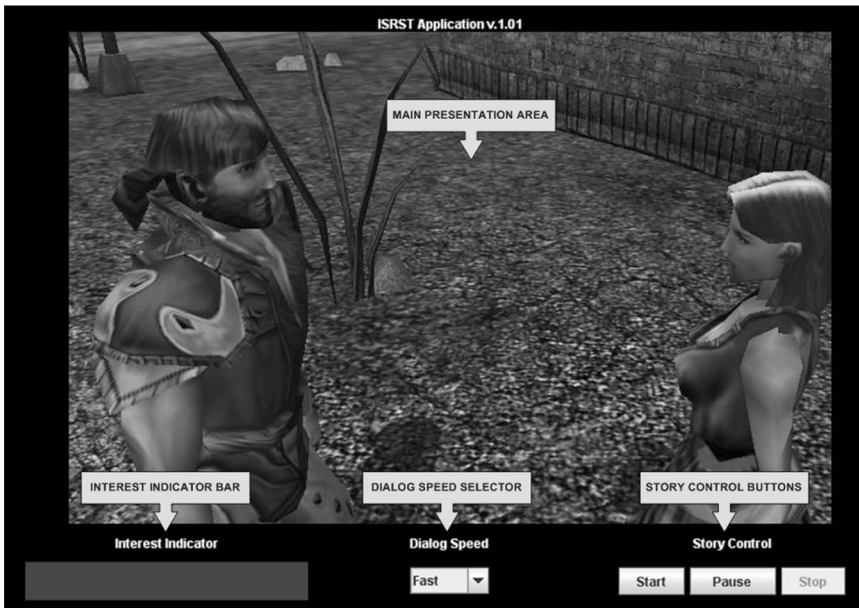 ISRST Application v.1.01
MAIN PRESENTATION AREA
INTEREST INDICATOR BAR
DIALOG SPEED SELECTOR
STORY CONTROL BUTTONS
Interest Indicator
Dialog Speed
Story Control
Fast
Start
Pause
Stop